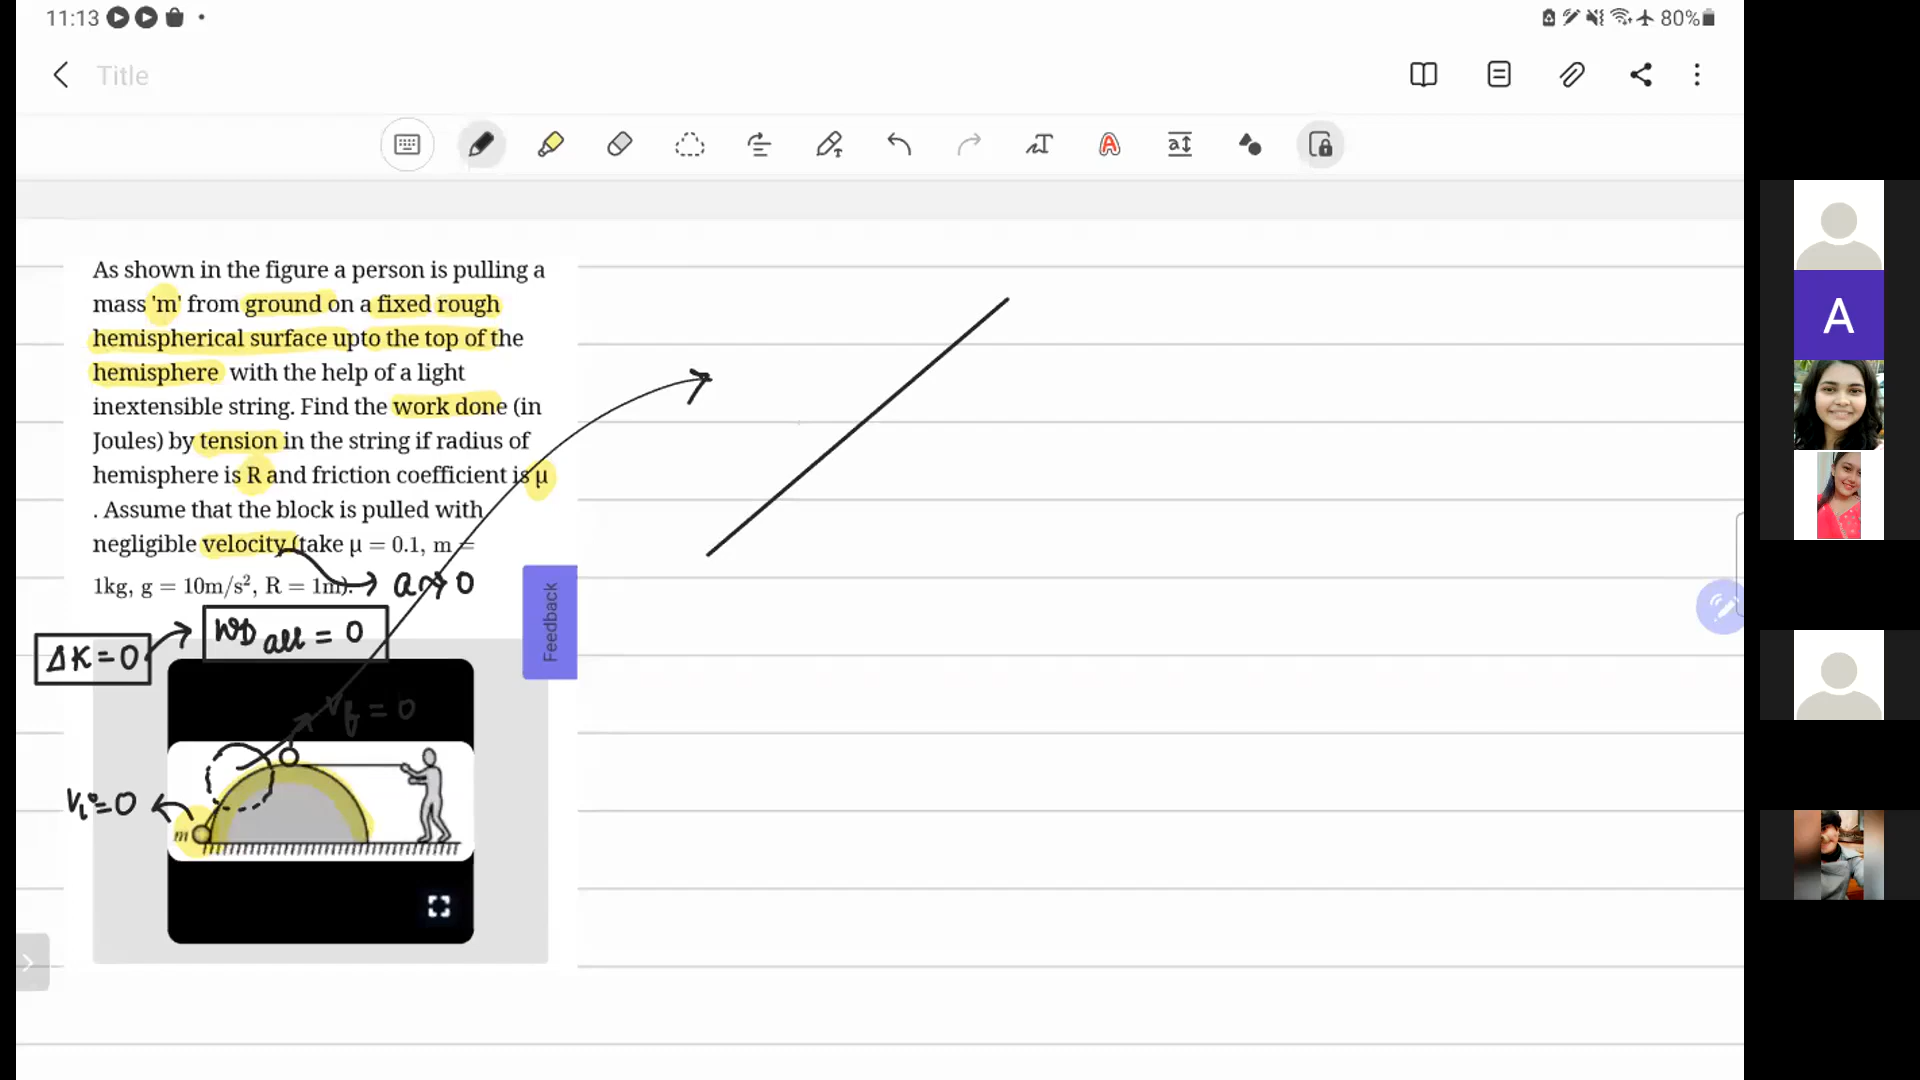 11:13
80%
Title
As shown in the figure a person is pulling a
mass 'm' from ground on a fixed rough
hemispherical surface upto the top of the
hemisphere with the help of a light
inextensible string. Find the work done (in
Joules) by tension in the string if radius of
hemisphere is R and friction coefficient is μ
. Assume that the block is pulled with
negligible velocity (take μ = 0.1, m =
1kg, g = 10m/s², R = 1m).
a → 0
WD all = 0
ΔK = 0
Feedback
Vf = 0
Vi = 0
m
A